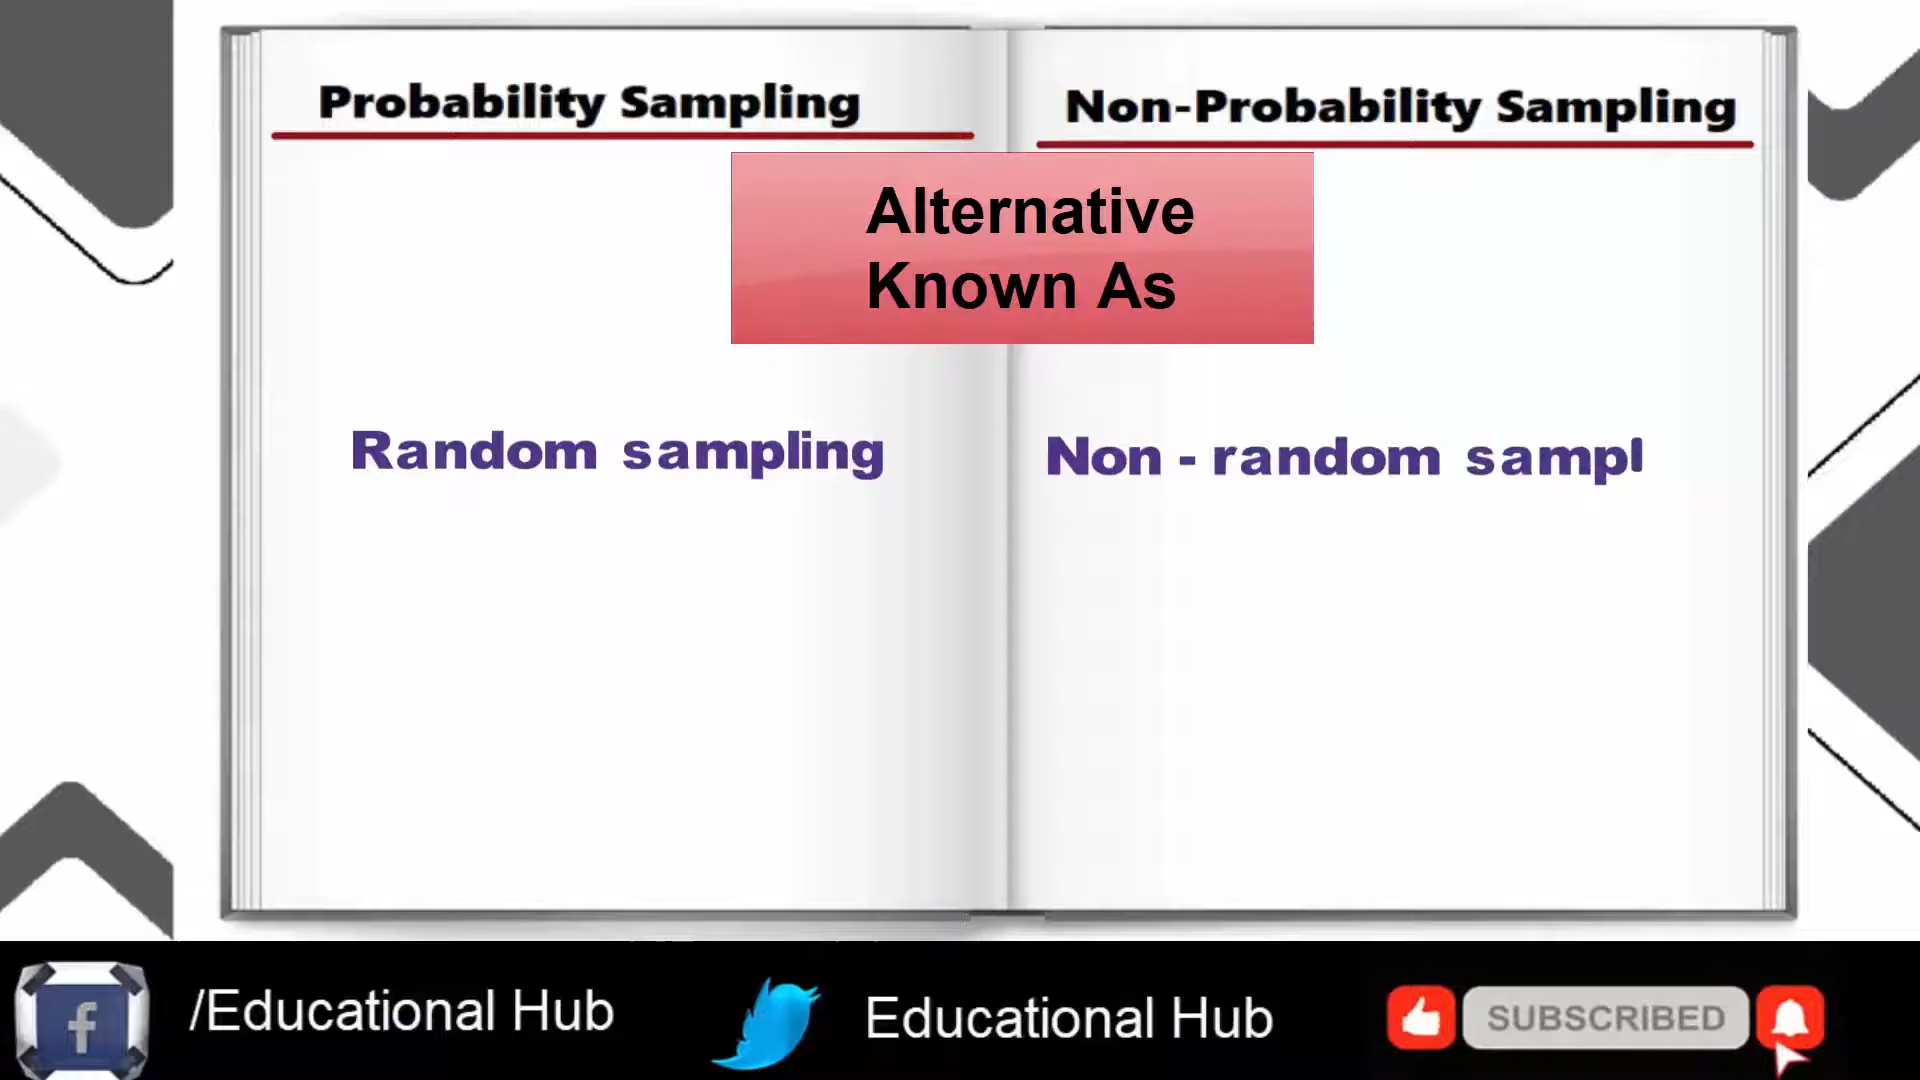 Probability Sampling
Non-Probability Sampling
Alternative
Known As
Random sampling
Non - random sampl
f
/Educational Hub
Educational Hub
SUBSCRIBED